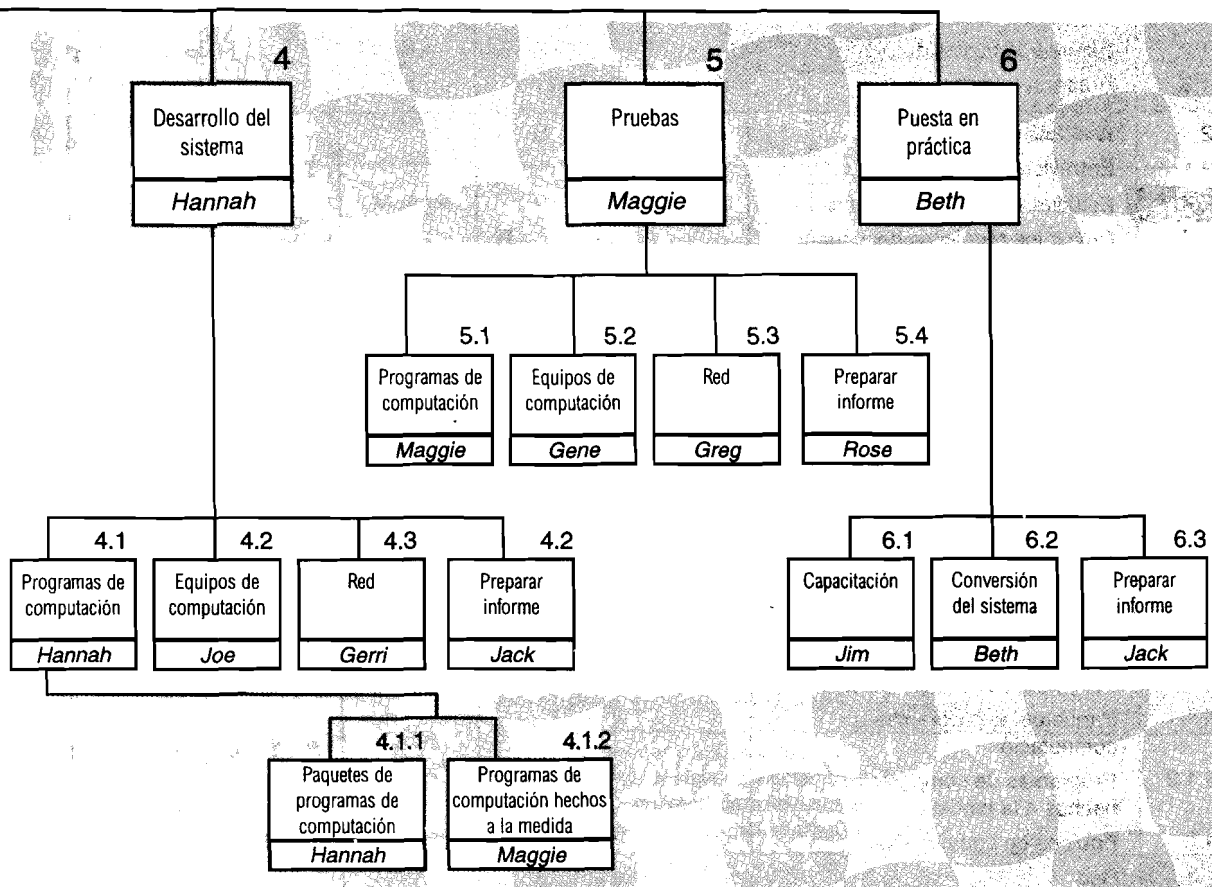 4
Desarrollo del
sistema
Hannah
5
Pruebas
Maggie
6
Puesta en
práctica
Beth
5.1
Programas de
computación
Maggie
5.2
Equipos de
computación
Gene
5.3
Red
Greg
5.4
Preparar
informe
Rose
4.1
Programas de
computación
Hannah
4.2
Equipos de
computación
Joe
4.3
Red
Gerri
4.2
Preparar
informe
Jack
6.1
Capacitación
Jim
6.2
Conversión
del sistema
Beth
6.3
Preparar
informe
Jack
4.1.1
Paquetes de
programas de
computación
Hannah
4.1.2
Programas de
computación hechos
a la medida
Maggie